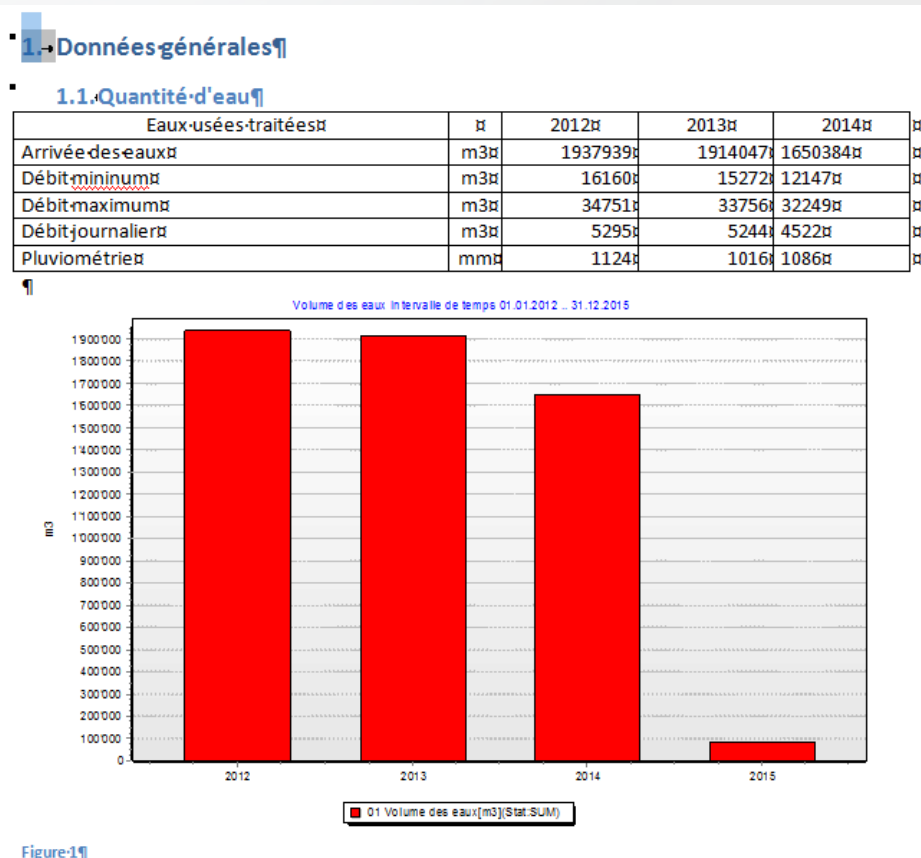 1. Données générales¶
1.1. Quantité d'eau¶
Eaux usées traitées¤ ¤ 2012¤ 2013¤ 2014¤ ¤
Arrivée des eaux¤ m3¤ 1937939¤ 1914047¤ 1650384¤ ¤
Débit mininum¤ m3¤ 16160¤ 15272¤ 12147¤ ¤
Débit maximum¤ m3¤ 34751¤ 33756¤ 32249¤ ¤
Débit journalier¤ m3¤ 5295¤ 5244¤ 4522¤ ¤
Pluviométrie¤ mm¤ 1124¤ 1016¤ 1086¤ ¤
¶
Volume des eaux Intervalle de temps 01.01.2012 .. 31.12.2015
1'900'000
1'800'000
1'700'000
1'600'000
1'500'000
1'400'000
1'300'000
1'200'000
1'100'000
1'000'000
900'000
800'000
700'000
600'000
500'000
400'000
300'000
200'000
100'000
0
m3
2012 2013 2014 2015
01 Volume des eaux[m3](Stat:SUM)
Figure 1¶